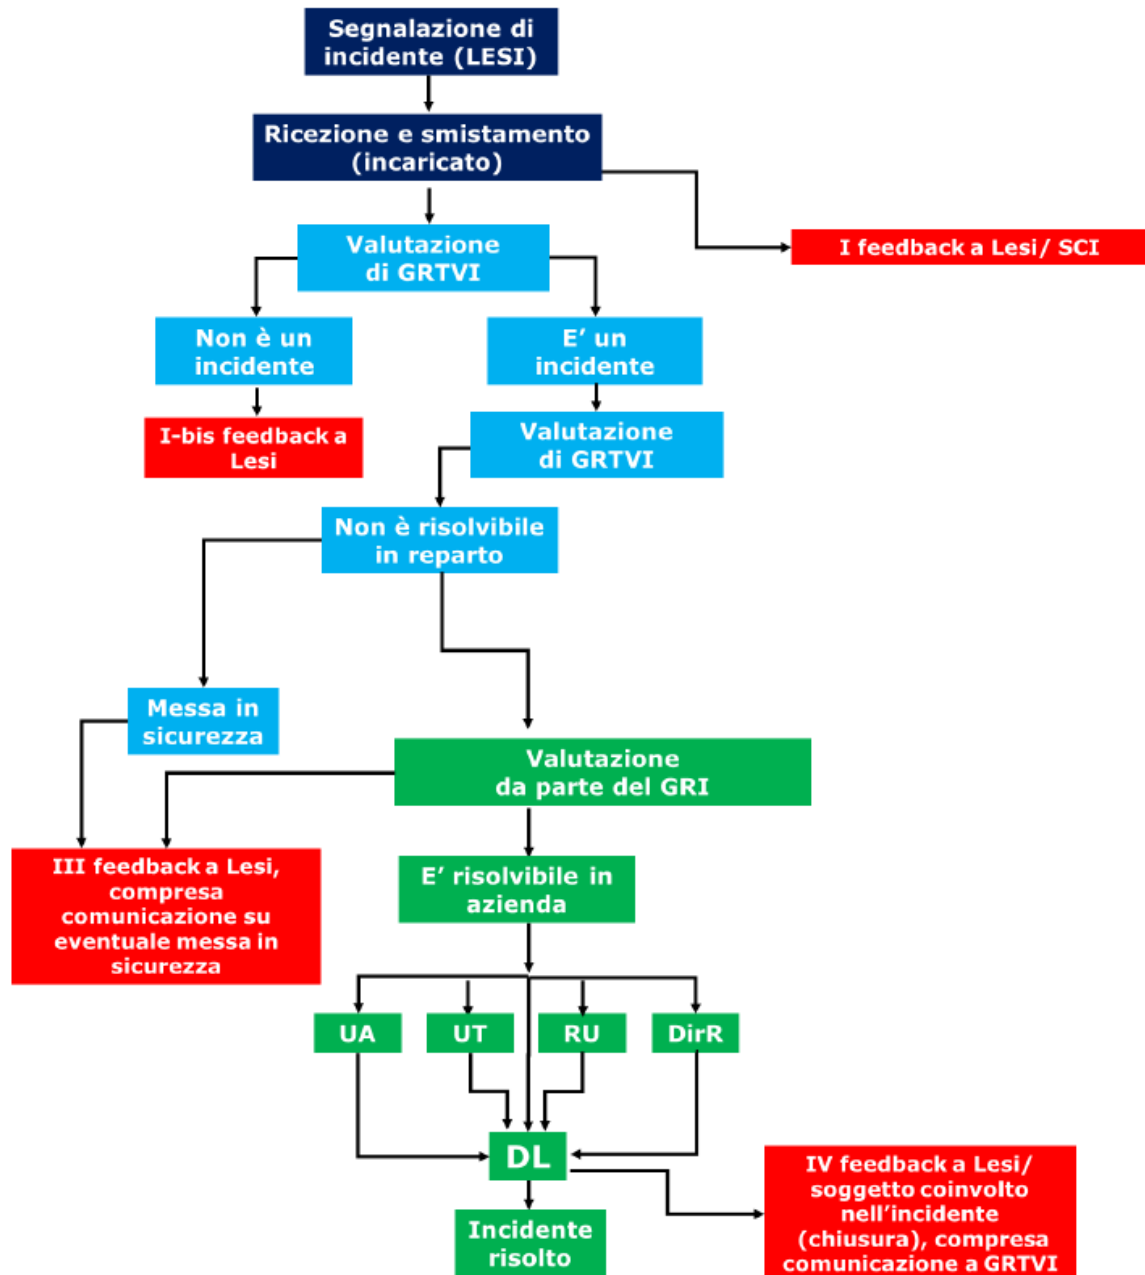 Segnalazione di
incidente (LESI)
Ricezione e smistamento
(incaricato)
Valutazione
di GRTVI
I feedback a Lesi/ SCI
Non è un
incidente
E’ un
incidente
I-bis feedback a
Lesi
Valutazione
di GRTVI
Non è risolvibile
in reparto
Messa in
sicurezza
Valutazione
da parte del GRI
III feedback a Lesi,
compresa
comunicazione su
eventuale messa in
sicurezza
E’ risolvibile in
azienda
UA
UT
RU
DirR
DL
IV feedback a Lesi/
soggetto coinvolto
nell’incidente
(chiusura), compresa
comunicazione a GRTVI
Incidente
risolto